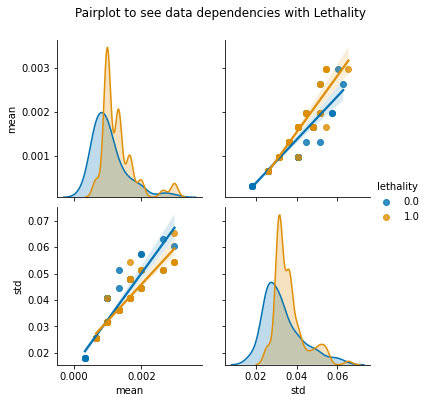 Pairplot to see data dependencies with Lethality
0.003
0.002
0.001
mean
lethality
0.0
1.0
0.07
0.06
0.05
0.04
0.03
0.02
std
0.000 0.002
mean
0.02 0.04 0.06
std